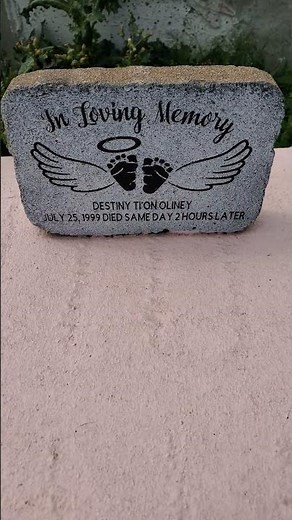 In Loving Memory
DESTINY TI'ON OLINEY
JULY 25, 1999 DIED SAME DAY 2 HOURS LATER